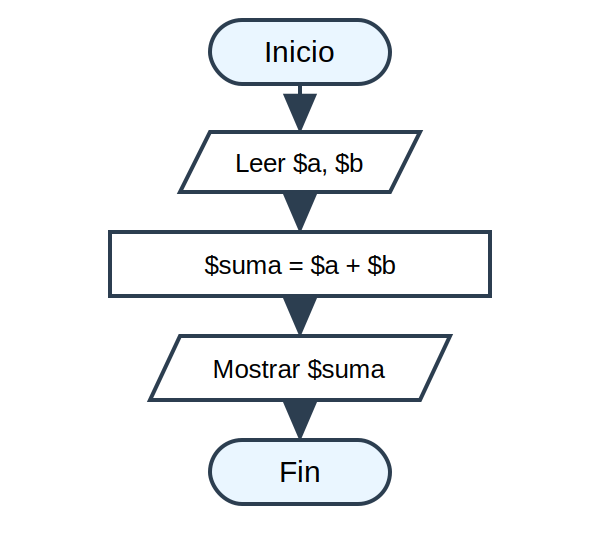 Inicio
Leer $a, $b
$suma = $a + $b
Mostrar $suma
Fin